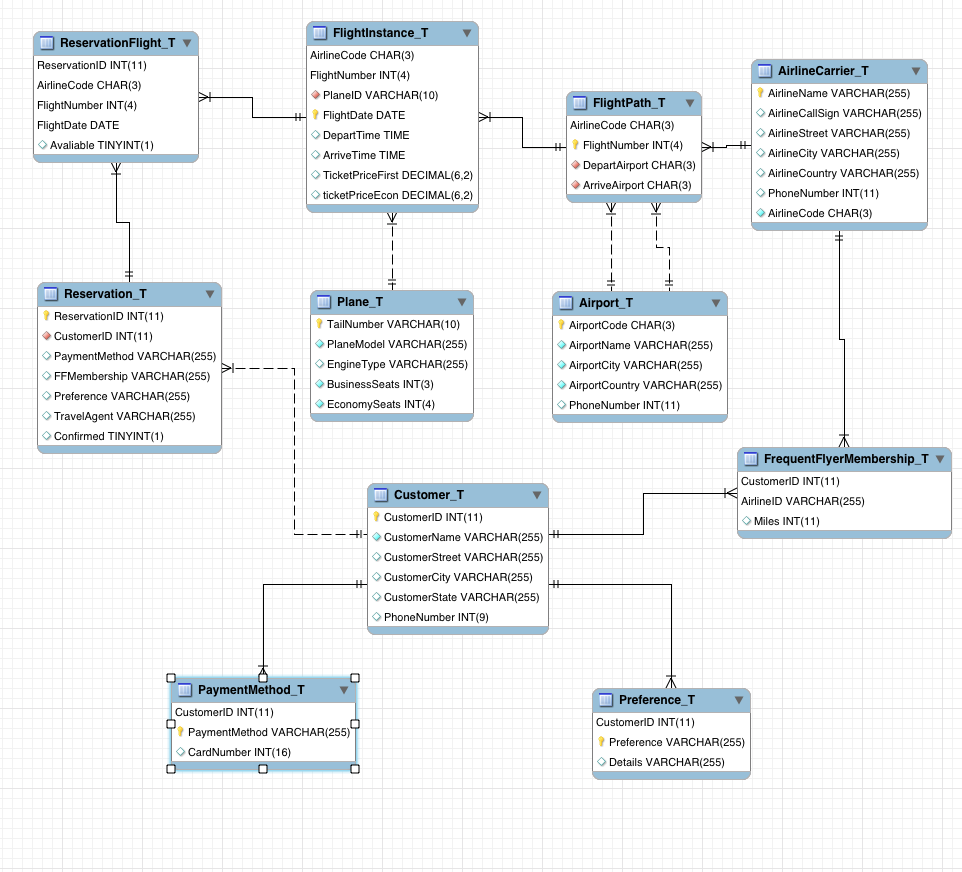 ReservationFlight_T
ReservationID INT(11)
AirlineCode CHAR(3)
FlightNumber INT(4)
FlightDate DATE
Avaliable TINYINT(1)
FlightInstance_T
AirlineCode CHAR(3)
FlightNumber INT(4)
PlaneID VARCHAR(10)
FlightDate DATE
DepartTime TIME
ArriveTime TIME
TicketPriceFirst DECIMAL(6,2)
ticketPriceEcon DECIMAL(6,2)
FlightPath_T
AirlineCode CHAR(3)
FlightNumber INT(4)
DepartAirport CHAR(3)
ArriveAirport CHAR(3)
AirlineCarrier_T
AirlineName VARCHAR(255)
AirlineCallSign VARCHAR(255)
AirlineStreet VARCHAR(255)
AirlineCity VARCHAR(255)
AirlineCountry VARCHAR(255)
PhoneNumber INT(11)
AirlineCode CHAR(3)
Reservation_T
ReservationID INT(11)
CustomerID INT(11)
PaymentMethod VARCHAR(255)
FFMembership VARCHAR(255)
Preference VARCHAR(255)
TravelAgent VARCHAR(255)
Confirmed TINYINT(1)
Plane_T
TailNumber VARCHAR(10)
PlaneModel VARCHAR(255)
EngineType VARCHAR(255)
BusinessSeats INT(3)
EconomySeats INT(4)
Airport_T
AirportCode CHAR(3)
AirportName VARCHAR(255)
AirportCity VARCHAR(255)
AirportCountry VARCHAR(255)
PhoneNumber INT(11)
FrequentFlyerMembership_T
CustomerID INT(11)
AirlineID VARCHAR(255)
Miles INT(11)
Customer_T
CustomerID INT(11)
CustomerName VARCHAR(255)
CustomerStreet VARCHAR(255)
CustomerCity VARCHAR(255)
CustomerState VARCHAR(255)
PhoneNumber INT(9)
PaymentMethod_T
CustomerID INT(11)
PaymentMethod VARCHAR(255)
CardNumber INT(16)
Preference_T
CustomerID INT(11)
Preference VARCHAR(255)
Details VARCHAR(255)